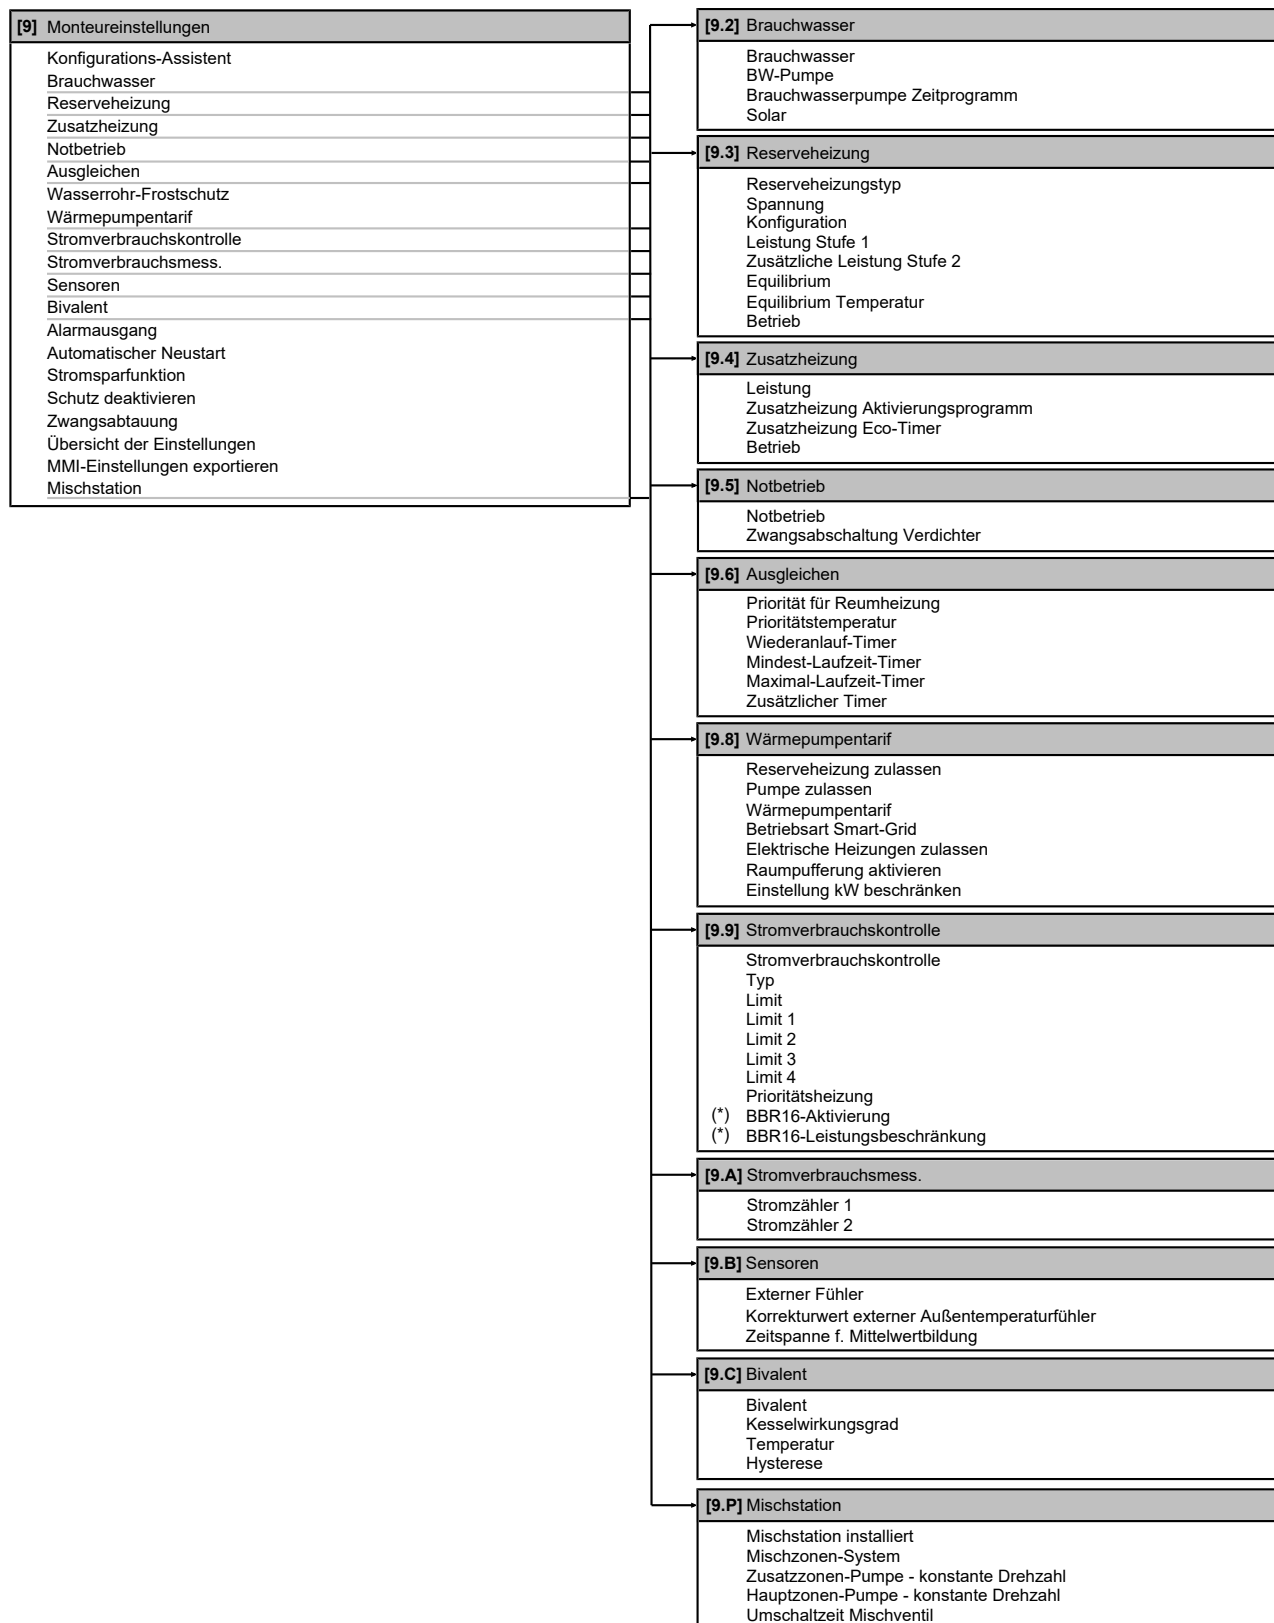 [9] Monteureinstellungen
Konfigurations-Assistent
Brauchwasser
Reserveheizung
Zusatzheizung
Notbetrieb
Ausgleichen
Wasserrohr-Frostschutz
Wärmepumpentarif
Stromverbrauchskontrolle
Stromverbrauchsmess.
Sensoren
Bivalent
Alarmausgang
Automatischer Neustart
Stromsparfunktion
Schutz deaktivieren
Zwangsabtauung
Übersicht der Einstellungen
MMI-Einstellungen exportieren
Mischstation
[9.2] Brauchwasser
Brauchwasser
BW-Pumpe
Brauchwasserpumpe Zeitprogramm
Solar
[9.3] Reserveheizung
Reserveheizungstyp
Spannung
Konfiguration
Leistung Stufe 1
Zusätzliche Leistung Stufe 2
Equilibrium
Equilibrium Temperatur
Betrieb
[9.4] Zusatzheizung
Leistung
Zusatzheizung Aktivierungsprogramm
Zusatzheizung Eco-Timer
Betrieb
[9.5] Notbetrieb
Notbetrieb
Zwangsabschaltung Verdichter
[9.6] Ausgleichen
Priorität für Reumheizung
Prioritätstemperatur
Wiederanlauf-Timer
Mindest-Laufzeit-Timer
Maximal-Laufzeit-Timer
Zusätzlicher Timer
[9.8] Wärmepumpentarif
Reserveheizung zulassen
Pumpe zulassen
Wärmepumpentarif
Betriebsart Smart-Grid
Elektrische Heizungen zulassen
Raumpufferung aktivieren
Einstellung kW beschränken
[9.9] Stromverbrauchskontrolle
Stromverbrauchskontrolle
Typ
Limit
Limit 1
Limit 2
Limit 3
Limit 4
Prioritätsheizung
(*) BBR16-Aktivierung
(*) BBR16-Leistungsbeschränkung
[9.A] Stromverbrauchsmess.
Stromzähler 1
Stromzähler 2
[9.B] Sensoren
Externer Fühler
Korrekturwert externer Außentemperaturfühler
Zeitspanne f. Mittelwertbildung
[9.C] Bivalent
Bivalent
Kesselwirkungsgrad
Temperatur
Hysterese
[9.P] Mischstation
Mischstation installiert
Mischzonen-System
Zusatzzonen-Pumpe - konstante Drehzahl
Hauptzonen-Pumpe - konstante Drehzahl
Umschaltzeit Mischventil